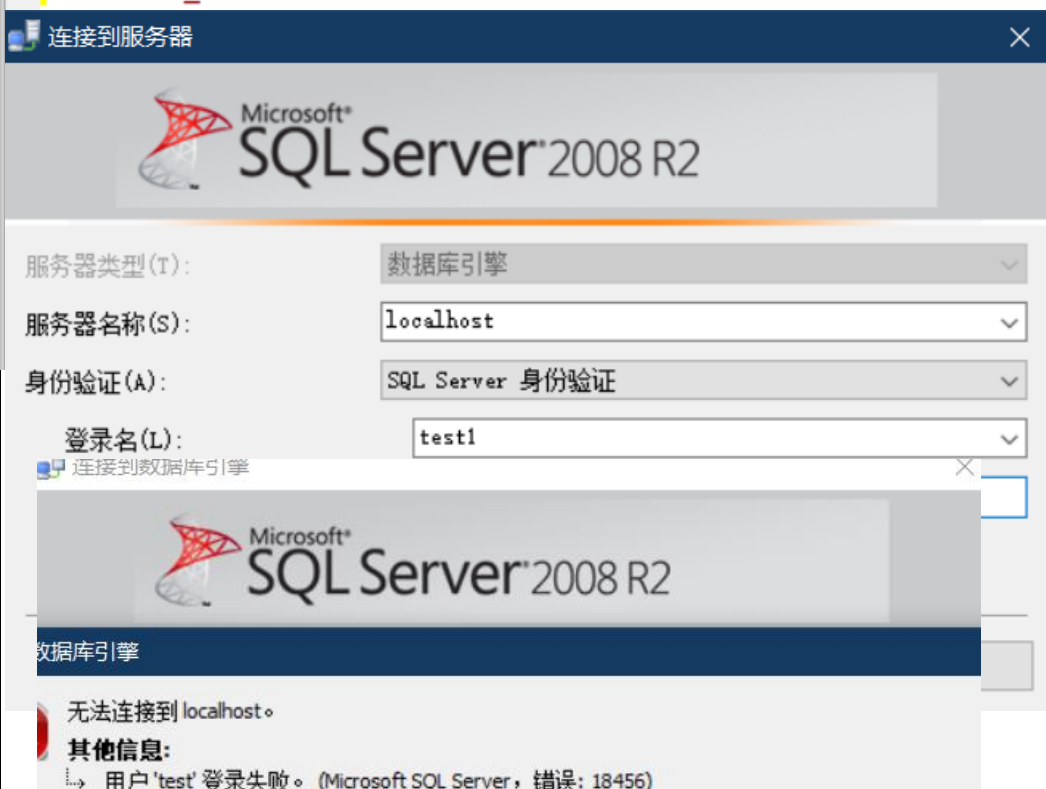 连接到服务器
Microsoft®
SQL Server® 2008 R2
服务器类型(T): 数据库引擎
服务器名称(S): localhost
身份验证(A): SQL Server 身份验证
登录名(L): test1
连接到数据库引擎
Microsoft®
SQL Server® 2008 R2
数据库引擎
无法连接到 localhost。
其他信息:
用户 'test' 登录失败。 (Microsoft SQL Server，错误: 18456)